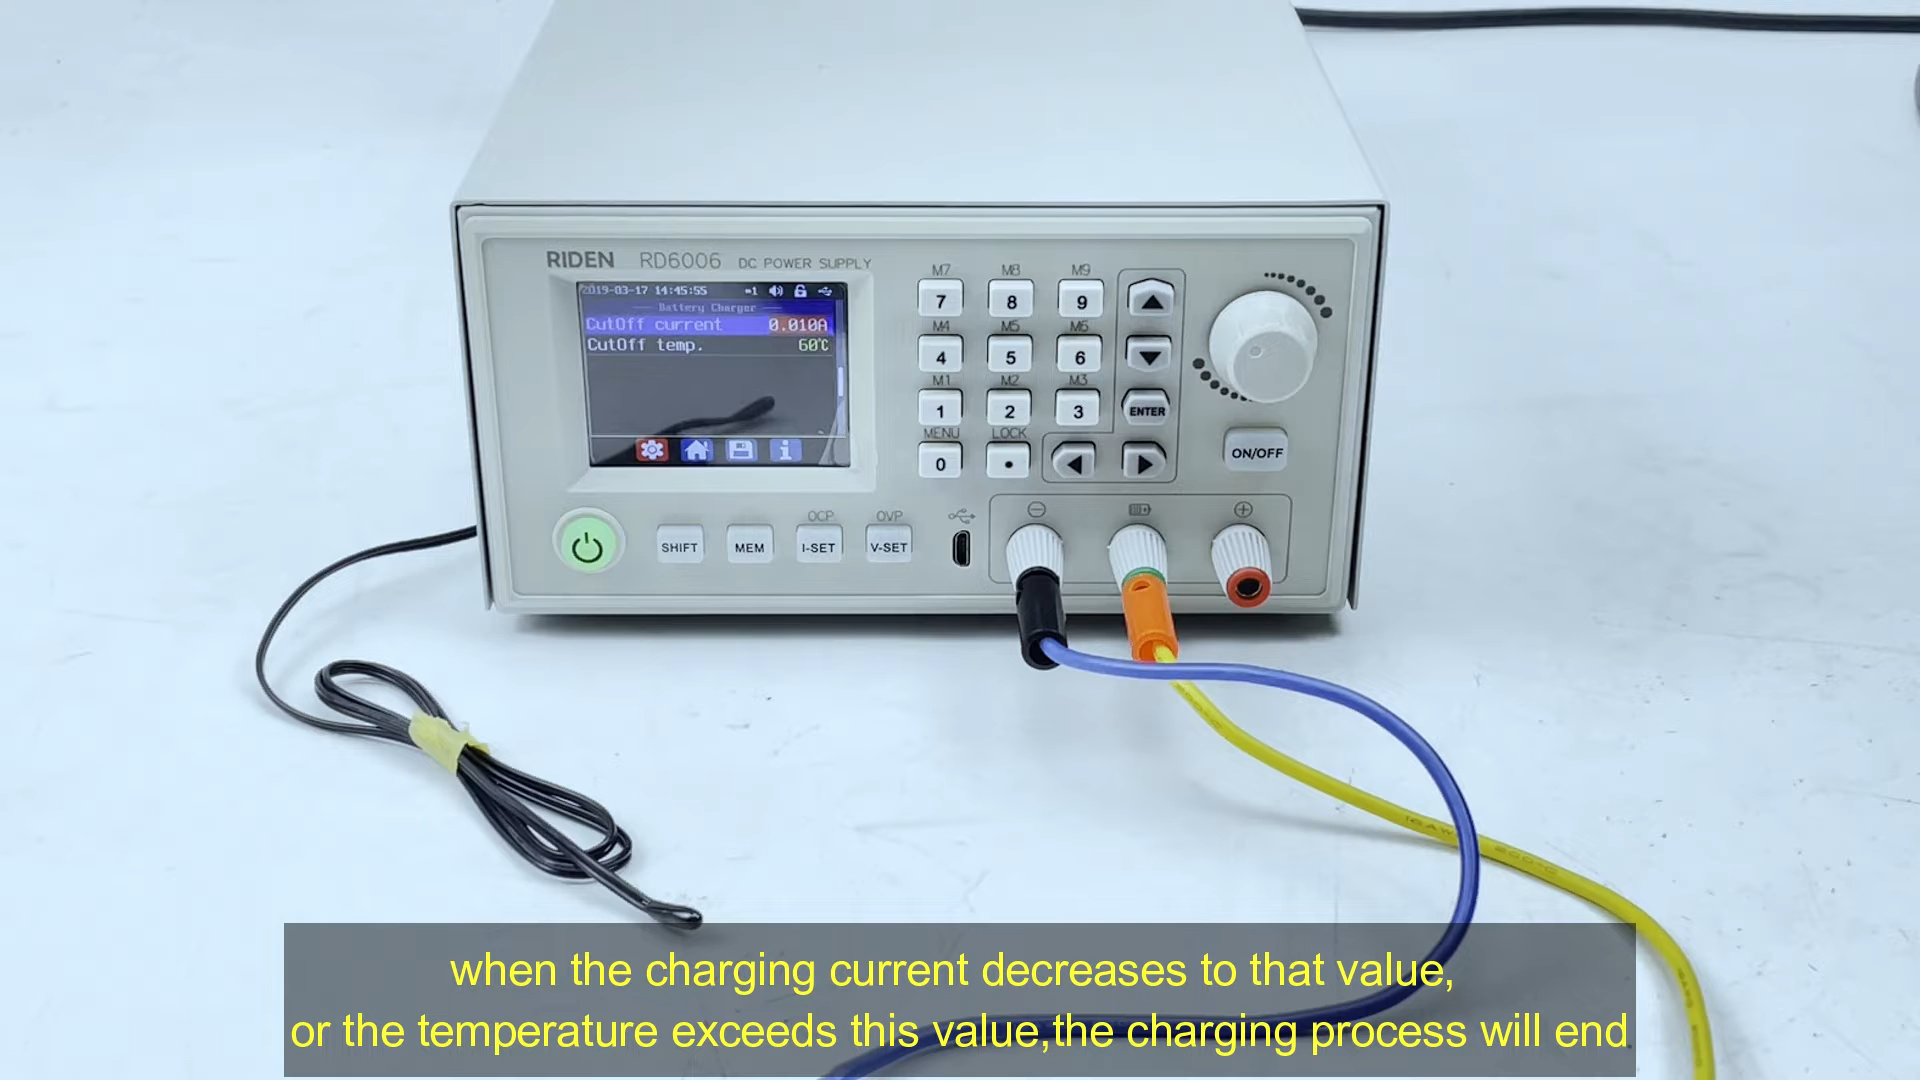 RIDEN RD6006 DC POWER SUPPLY
2019-03-17 14:45:55
Battery Charger
CutOff current 0.010A
CutOff temp. 60℃
M7 M8 M9
7 8 9
M4 M5 M6
4 5 6
M1 M2 M3
1 2 3 ENTER
MENU LOCK
0 .
ON/OFF
OCP OVP
SHIFT MEM I-SET V-SET
200°C
when the charging current decreases to that value,
or the temperature exceeds this value,the charging process will end